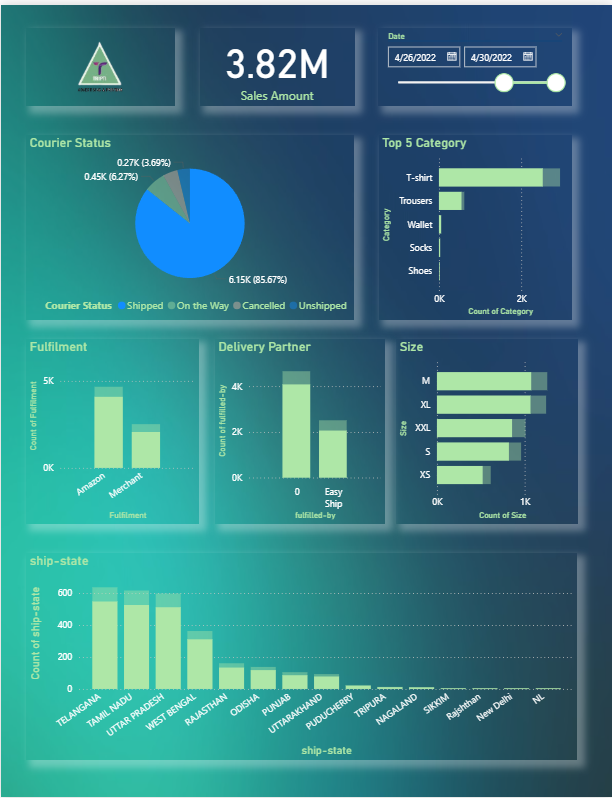 3.82M
Sales Amount
Date
4/26/2022
4/30/2022
Courier Status
0.27K (3.69%)
0.45K (6.27%)
6.15K (85.67%)
Courier Status Shipped On the Way Cancelled Unshipped
Top 5 Category
Category
T-shirt
Trousers
Wallet
Socks
Shoes
0K 2K
Count of Category
Fulfilment
Count of Fulfilment
5K
0K
Amazon
Merchant
Fulfilment
Delivery Partner
Count of fulfilled-by
4K
2K
0K
0
Easy
Ship
fulfilled-by
Size
Size
M
XL
XXL
S
XS
0K 1K
Count of Size
ship-state
Count of ship-state
600
400
200
0
TELANGANA
TAMIL NADU
UTTAR PRADESH
WEST BENGAL
RAJASTHAN
ODISHA
PUNJAB
UTTARAKHAND
PUDUCHERRY
TRIPURA
NAGALAND
SIKKIM
Rajshthan
New Delhi
NL
ship-state